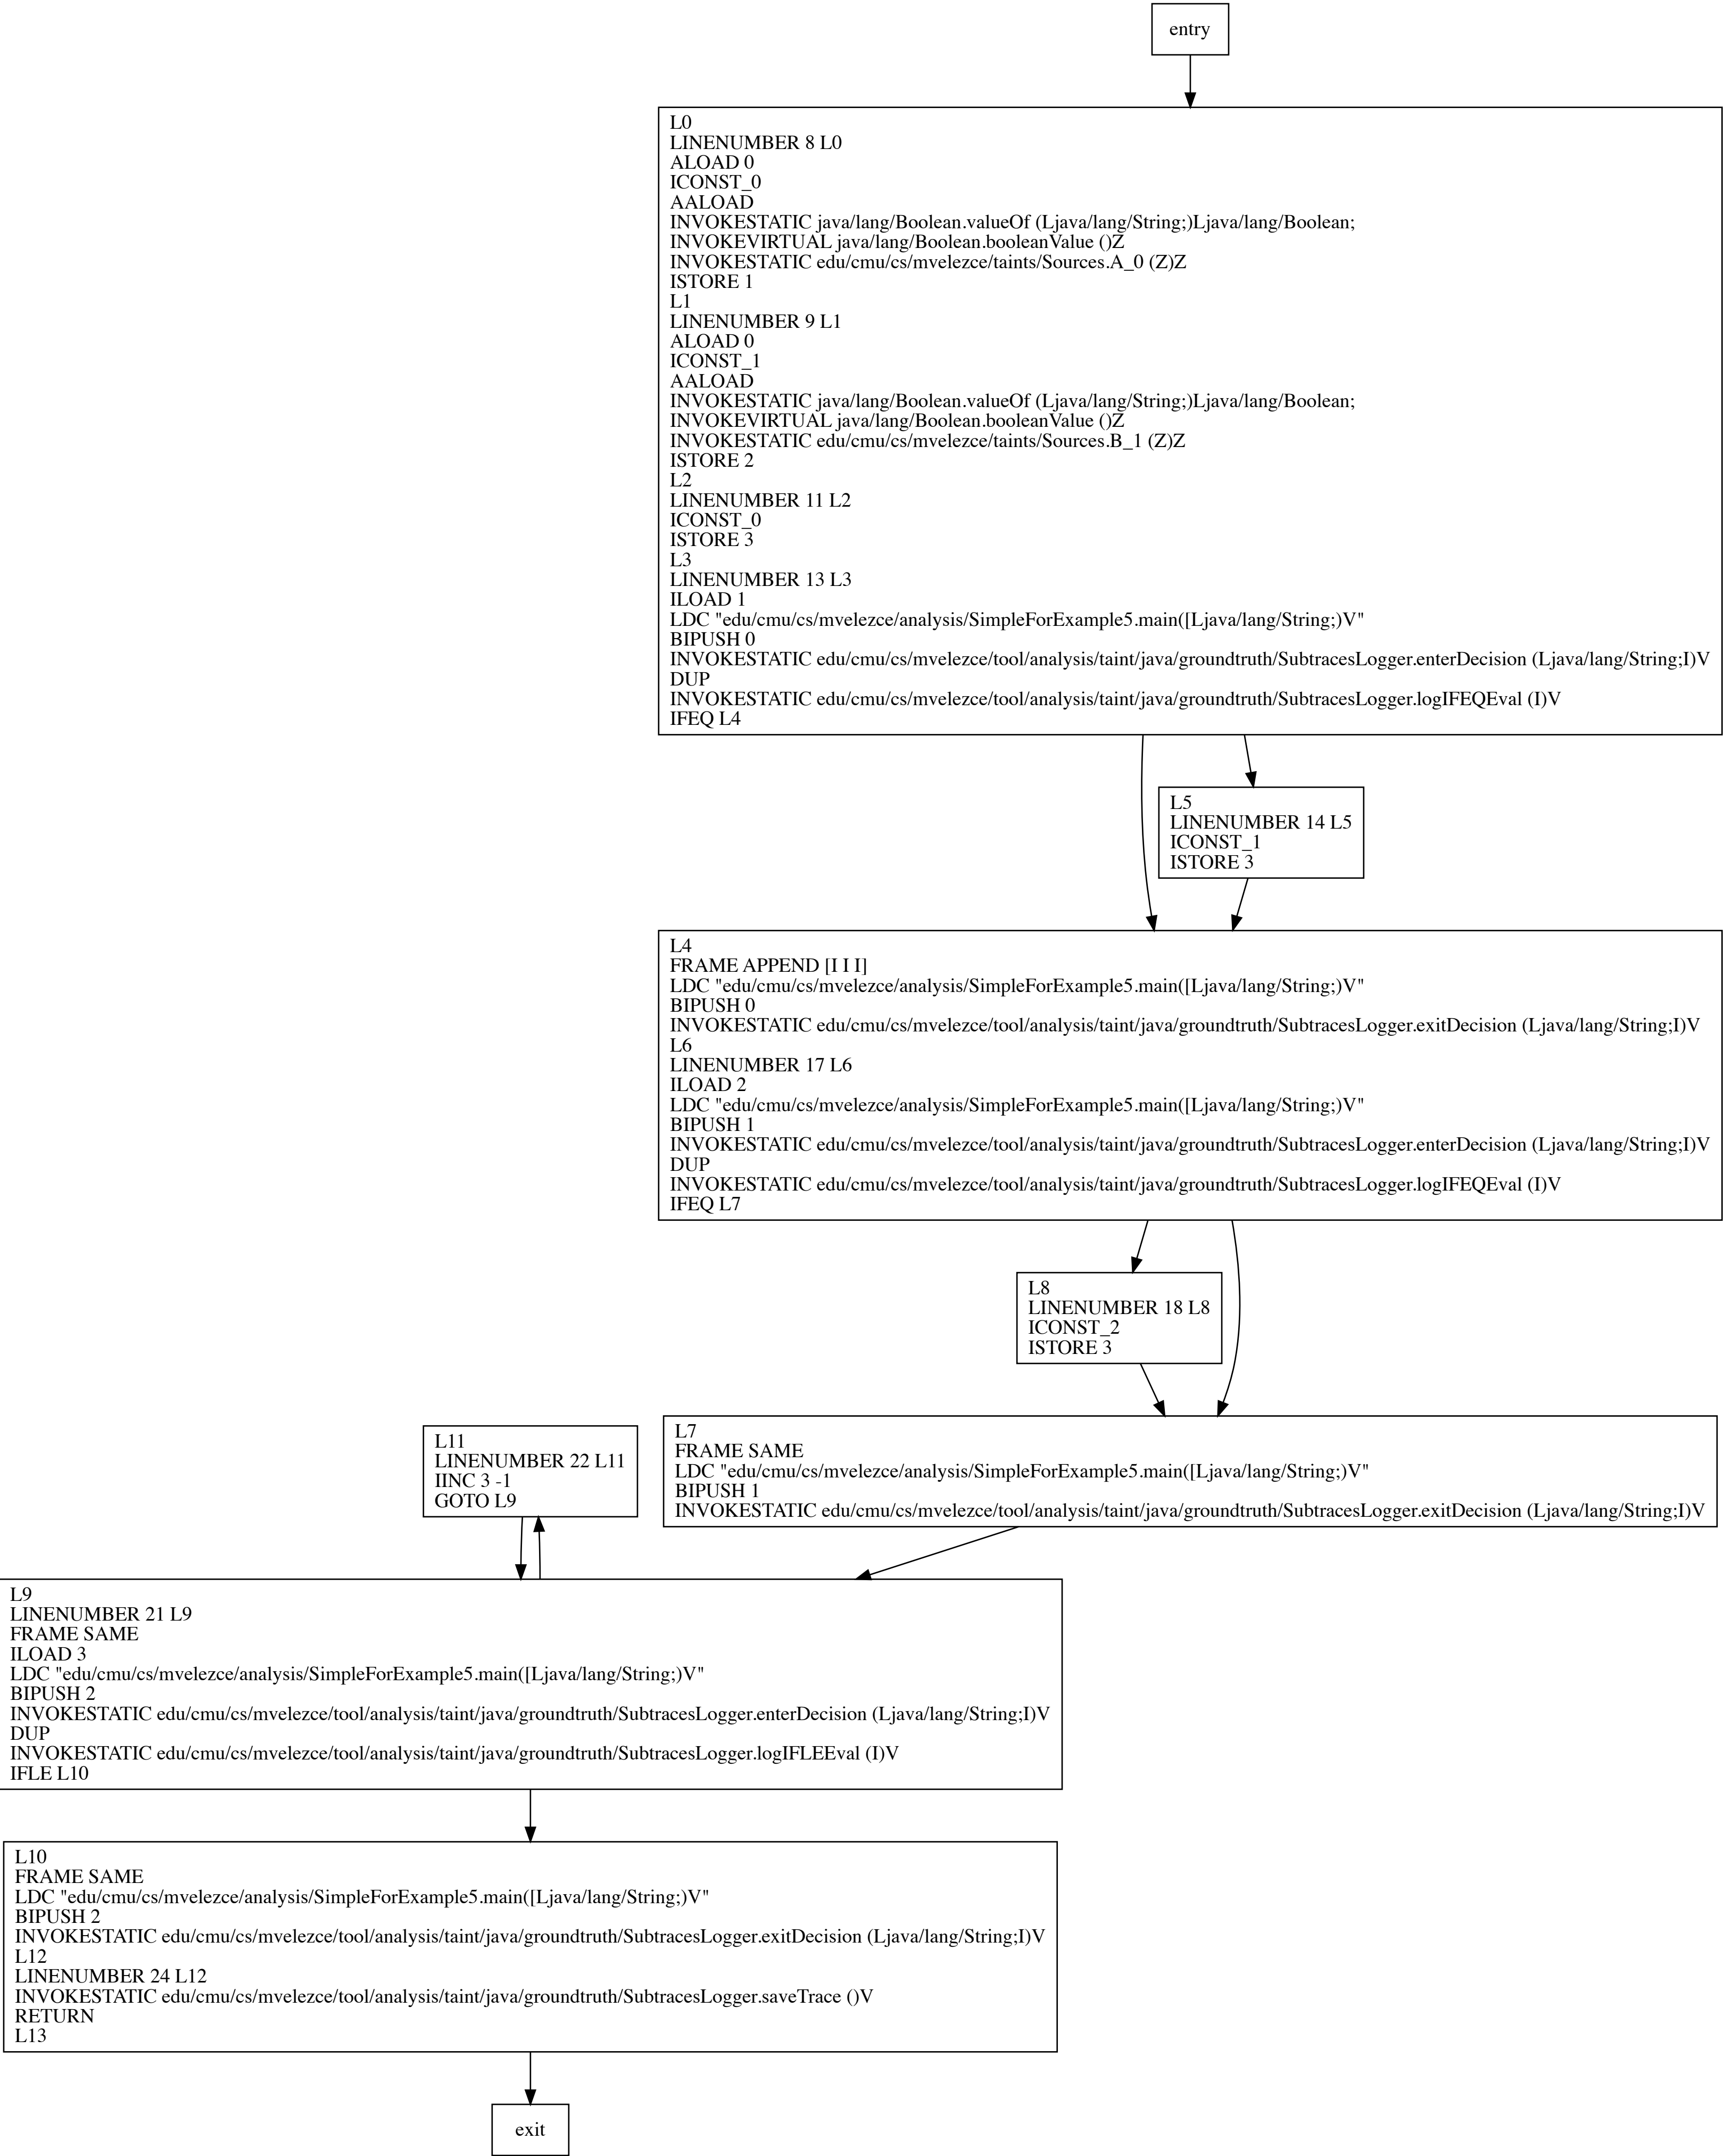 entry
L0
LINENUMBER 8 L0
ALOAD 0
ICONST_0
AALOAD
INVOKESTATIC java/lang/Boolean.valueOf (Ljava/lang/String;)Ljava/lang/Boolean;
INVOKEVIRTUAL java/lang/Boolean.booleanValue ()Z
INVOKESTATIC edu/cmu/cs/mvelezce/taints/Sources.A_0 (Z)Z
ISTORE 1
L1
LINENUMBER 9 L1
ALOAD 0
ICONST_1
AALOAD
INVOKESTATIC java/lang/Boolean.valueOf (Ljava/lang/String;)Ljava/lang/Boolean;
INVOKEVIRTUAL java/lang/Boolean.booleanValue ()Z
INVOKESTATIC edu/cmu/cs/mvelezce/taints/Sources.B_1 (Z)Z
ISTORE 2
L2
LINENUMBER 11 L2
ICONST_0
ISTORE 3
L3
LINENUMBER 13 L3
ILOAD 1
LDC "edu/cmu/cs/mvelezce/analysis/SimpleForExample5.main([Ljava/lang/String;)V"
BIPUSH 0
INVOKESTATIC edu/cmu/cs/mvelezce/tool/analysis/taint/java/groundtruth/SubtracesLogger.enterDecision (Ljava/lang/String;I)V
DUP
INVOKESTATIC edu/cmu/cs/mvelezce/tool/analysis/taint/java/groundtruth/SubtracesLogger.logIFEQEval (I)V
IFEQ L4
L5
LINENUMBER 14 L5
ICONST_1
ISTORE 3
L4
FRAME APPEND [I I I]
LDC "edu/cmu/cs/mvelezce/analysis/SimpleForExample5.main([Ljava/lang/String;)V"
BIPUSH 0
INVOKESTATIC edu/cmu/cs/mvelezce/tool/analysis/taint/java/groundtruth/SubtracesLogger.exitDecision (Ljava/lang/String;I)V
L6
LINENUMBER 17 L6
ILOAD 2
LDC "edu/cmu/cs/mvelezce/analysis/SimpleForExample5.main([Ljava/lang/String;)V"
BIPUSH 1
INVOKESTATIC edu/cmu/cs/mvelezce/tool/analysis/taint/java/groundtruth/SubtracesLogger.enterDecision (Ljava/lang/String;I)V
DUP
INVOKESTATIC edu/cmu/cs/mvelezce/tool/analysis/taint/java/groundtruth/SubtracesLogger.logIFEQEval (I)V
IFEQ L7
L8
LINENUMBER 18 L8
ICONST_2
ISTORE 3
L11
LINENUMBER 22 L11
IINC 3 -1
GOTO L9
L7
FRAME SAME
LDC "edu/cmu/cs/mvelezce/analysis/SimpleForExample5.main([Ljava/lang/String;)V"
BIPUSH 1
INVOKESTATIC edu/cmu/cs/mvelezce/tool/analysis/taint/java/groundtruth/SubtracesLogger.exitDecision (Ljava/lang/String;I)V
L9
LINENUMBER 21 L9
FRAME SAME
ILOAD 3
LDC "edu/cmu/cs/mvelezce/analysis/SimpleForExample5.main([Ljava/lang/String;)V"
BIPUSH 2
INVOKESTATIC edu/cmu/cs/mvelezce/tool/analysis/taint/java/groundtruth/SubtracesLogger.enterDecision (Ljava/lang/String;I)V
DUP
INVOKESTATIC edu/cmu/cs/mvelezce/tool/analysis/taint/java/groundtruth/SubtracesLogger.logIFLEEval (I)V
IFLE L10
L10
FRAME SAME
LDC "edu/cmu/cs/mvelezce/analysis/SimpleForExample5.main([Ljava/lang/String;)V"
BIPUSH 2
INVOKESTATIC edu/cmu/cs/mvelezce/tool/analysis/taint/java/groundtruth/SubtracesLogger.exitDecision (Ljava/lang/String;I)V
L12
LINENUMBER 24 L12
INVOKESTATIC edu/cmu/cs/mvelezce/tool/analysis/taint/java/groundtruth/SubtracesLogger.saveTrace ()V
RETURN
L13
exit